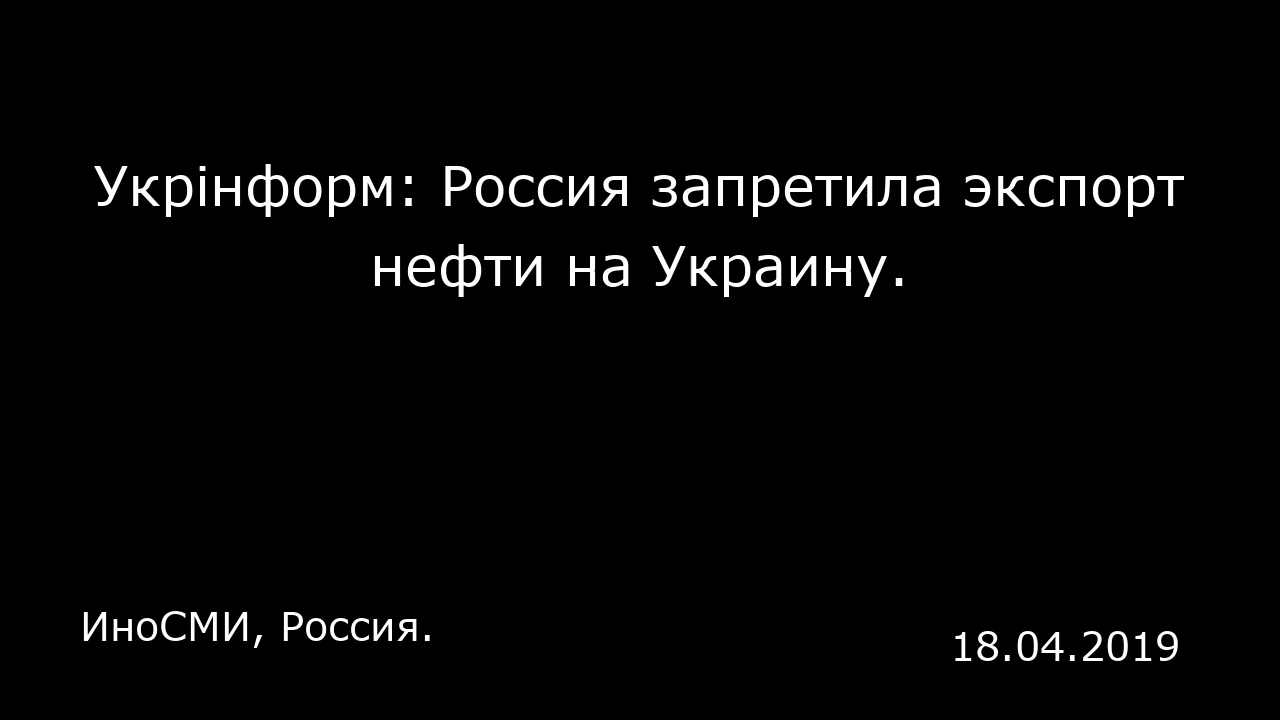 Укрінформ: Россия запретила экспорт
нефти на Украину.
ИноСМИ, Россия.
18.04.2019